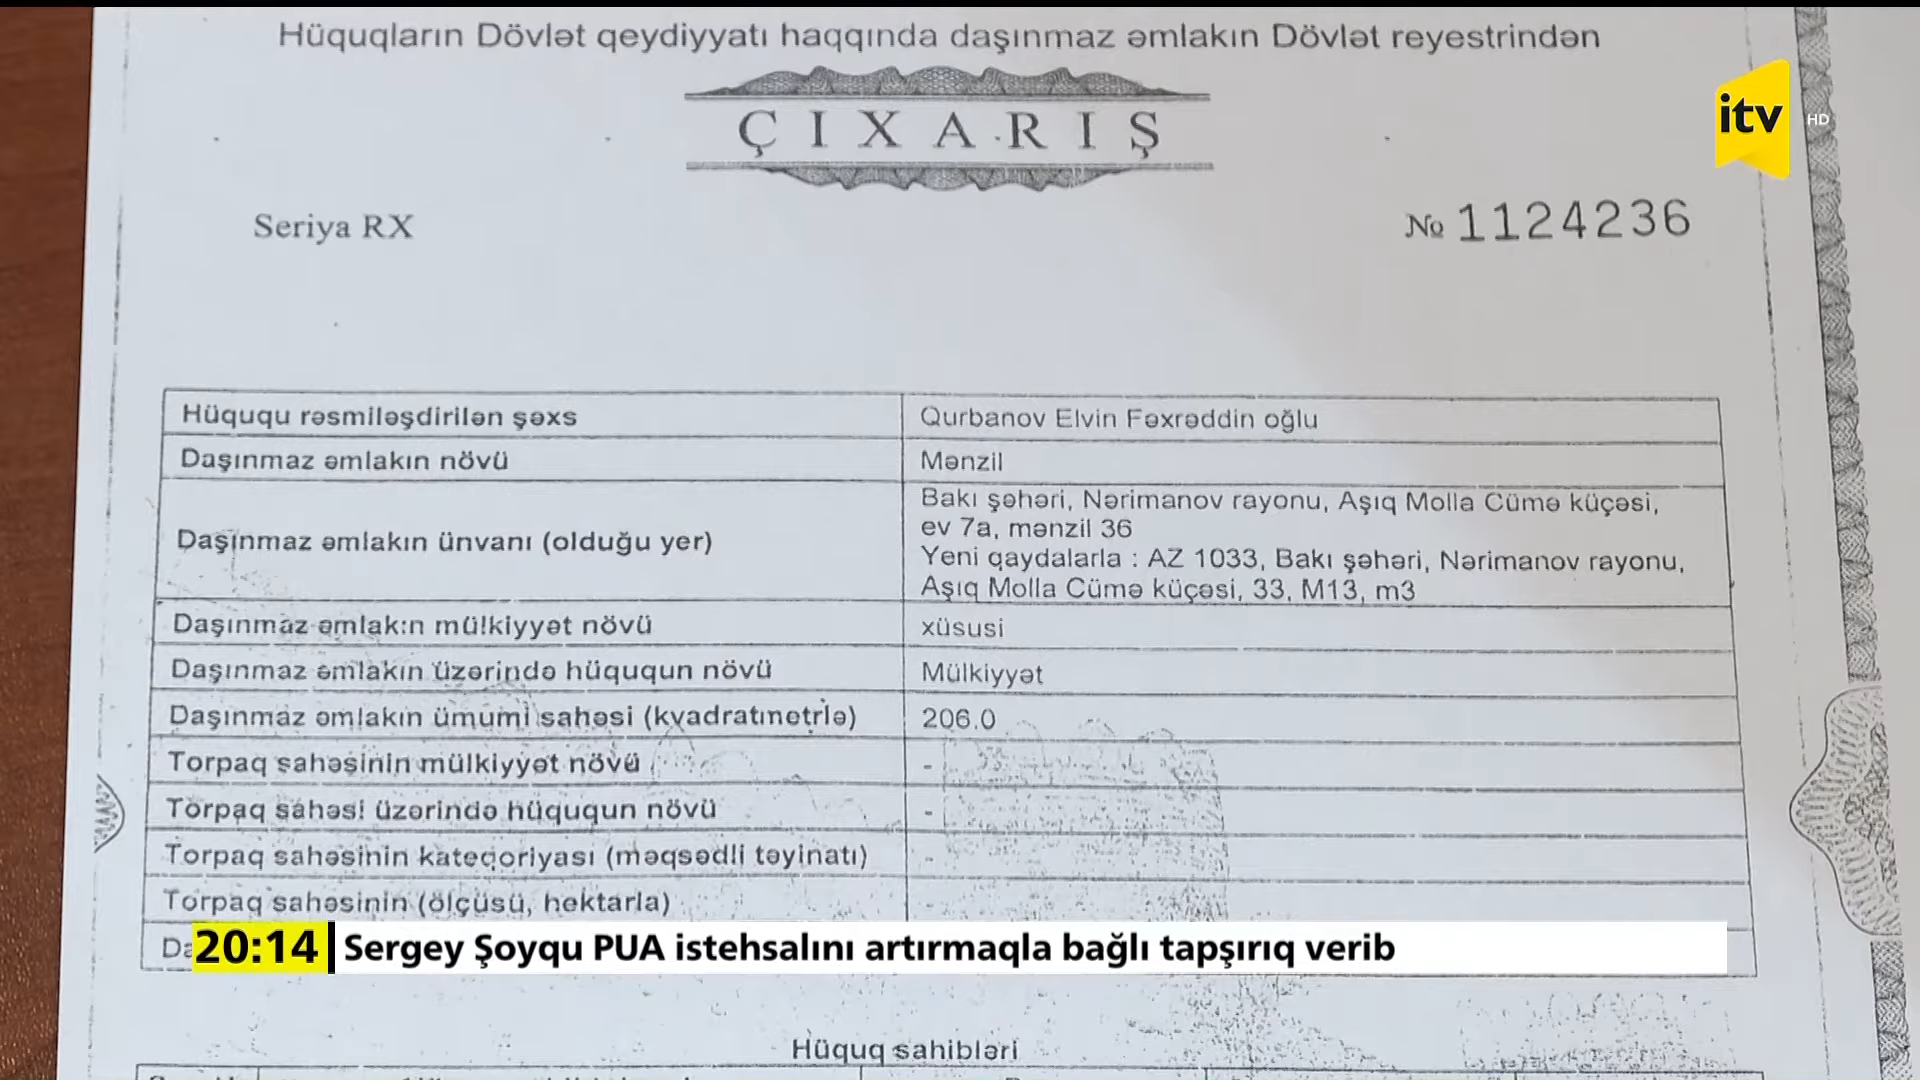 Hüquqların Dövlət qeydiyyatı haqqında daşınmaz əmlakın Dövlət reyestrindən
ÇIXARIŞ
itv HD
Seriya RX
№ 1124236
Hüququ rəsmiləşdirilən şəxs
Qurbanov Elvin Fəxrəddin oğlu
Daşınmaz əmlakın növü
Mənzil
Daşınmaz əmlakın ünvanı (olduğu yer)
Bakı şəhəri, Nərimanov rayonu, Aşıq Molla Cümə küçəsi,
ev 7a, mənzil 36
Yeni qaydalarla : AZ 1033, Bakı şəhəri, Nərimanov rayonu,
Aşıq Molla Cümə küçəsi, 33, M13, m3
Daşınmaz əmlakın mülkiyyət növü
xüsusi
Daşınmaz əmlakın üzərində hüququn növü
Mülkiyyət
Daşınmaz əmlakın ümumi sahəsi (kvadratmetrlə)
206.0
Torpaq sahəsinin mülkiyyət növü
-
Torpaq sahəsi üzərində hüququn növü
-
Torpaq sahəsinin kateqoriyası (məqsədli təyinatı)
-
Torpaq sahəsinin (ölçüsü, hektarla)
-
20:14 Sergey Şoyqu PUA istehsalını artırmaqla bağlı tapşırıq verib
Hüquq sahibləri